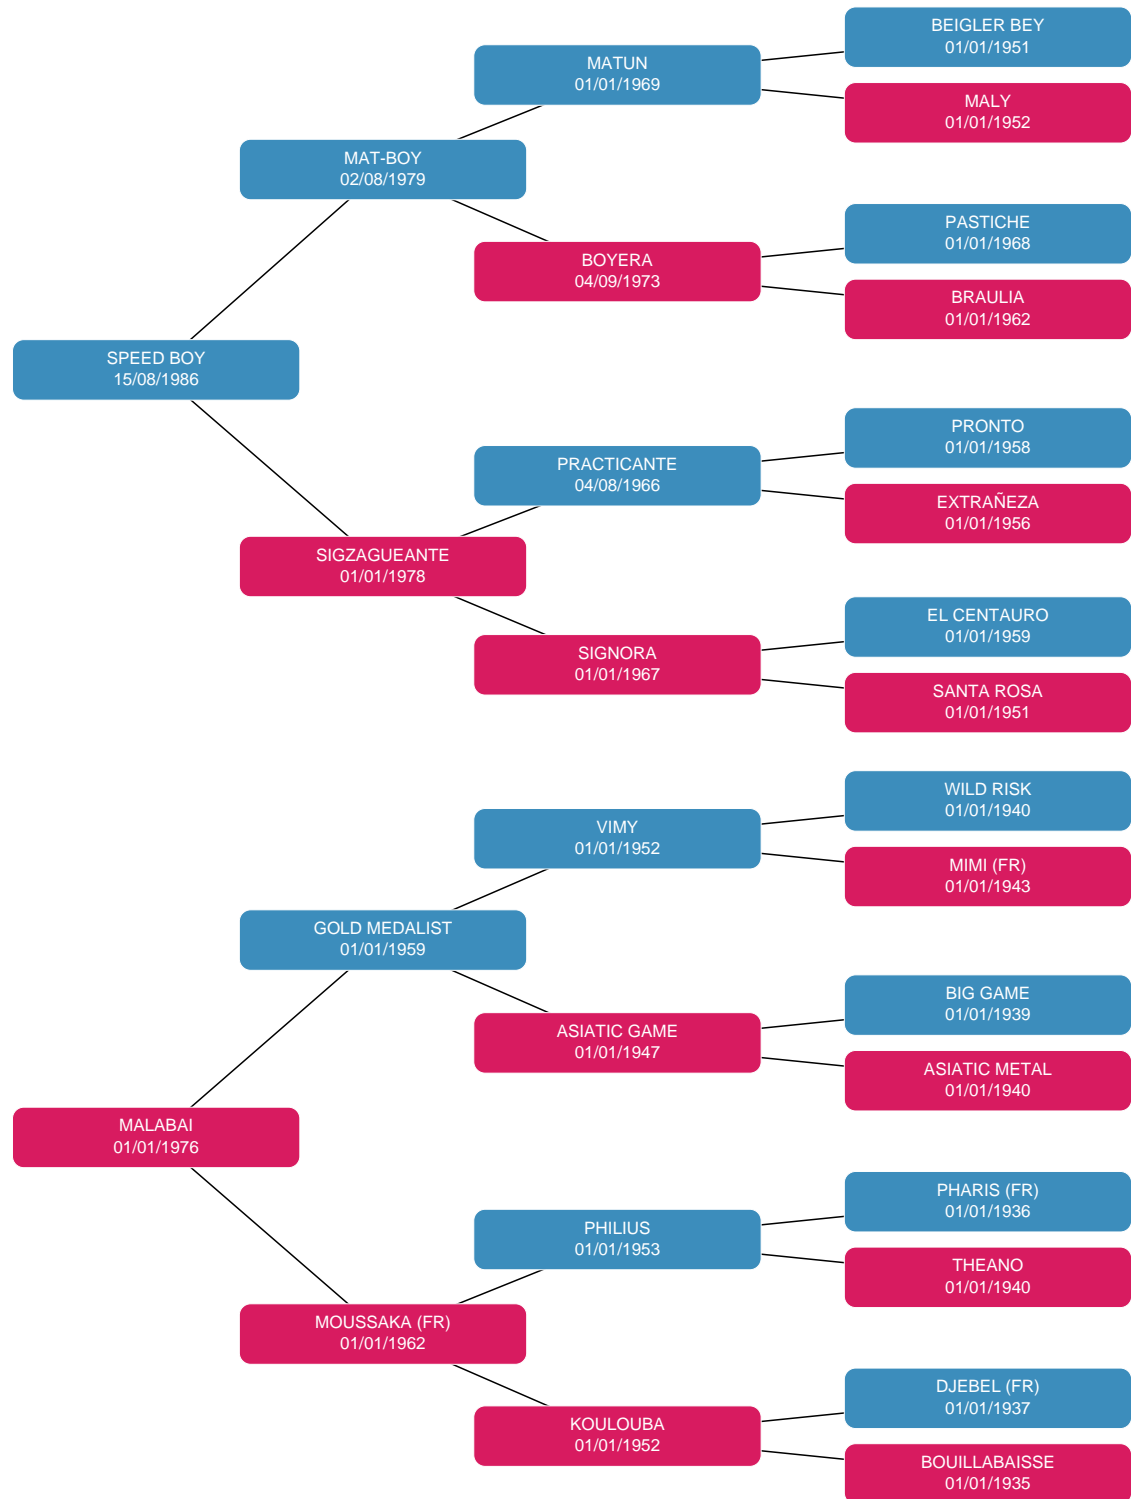 BEIGLER BEY
01/01/1951
MATUN
01/01/1969
MALY
01/01/1952
MAT-BOY
02/08/1979
PASTICHE
01/01/1968
BOYERA
04/09/1973
BRAULIA
01/01/1962
SPEED BOY
15/08/1986
PRONTO
01/01/1958
PRACTICANTE
04/08/1966
EXTRAÑEZA
01/01/1956
SIGZAGUEANTE
01/01/1978
EL CENTAURO
01/01/1959
SIGNORA
01/01/1967
SANTA ROSA
01/01/1951
WILD RISK
01/01/1940
VIMY
01/01/1952
MIMI (FR)
01/01/1943
GOLD MEDALIST
01/01/1959
BIG GAME
01/01/1939
ASIATIC GAME
01/01/1947
ASIATIC METAL
01/01/1940
MALABAI
01/01/1976
PHARIS (FR)
01/01/1936
PHILIUS
01/01/1953
THEANO
01/01/1940
MOUSSAKA (FR)
01/01/1962
DJEBEL (FR)
01/01/1937
KOULOUBA
01/01/1952
BOUILLABAISSE
01/01/1935